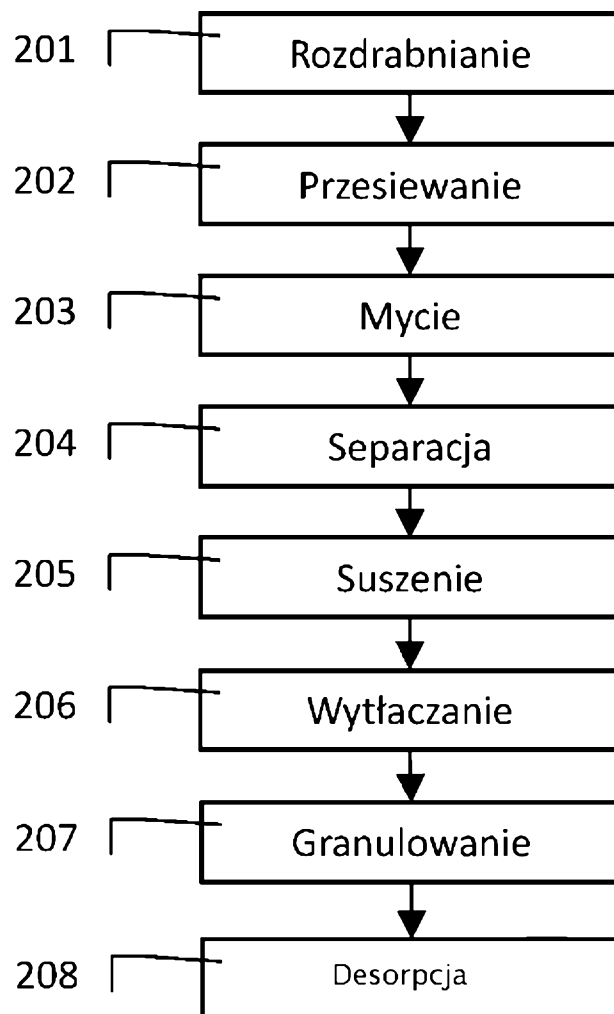 201 Rozdrabnianie
202 Przesiewanie
203 Mycie
204 Separacja
205 Suszenie
206 Wytłaczanie
207 Granulowanie
208 Desorpcja